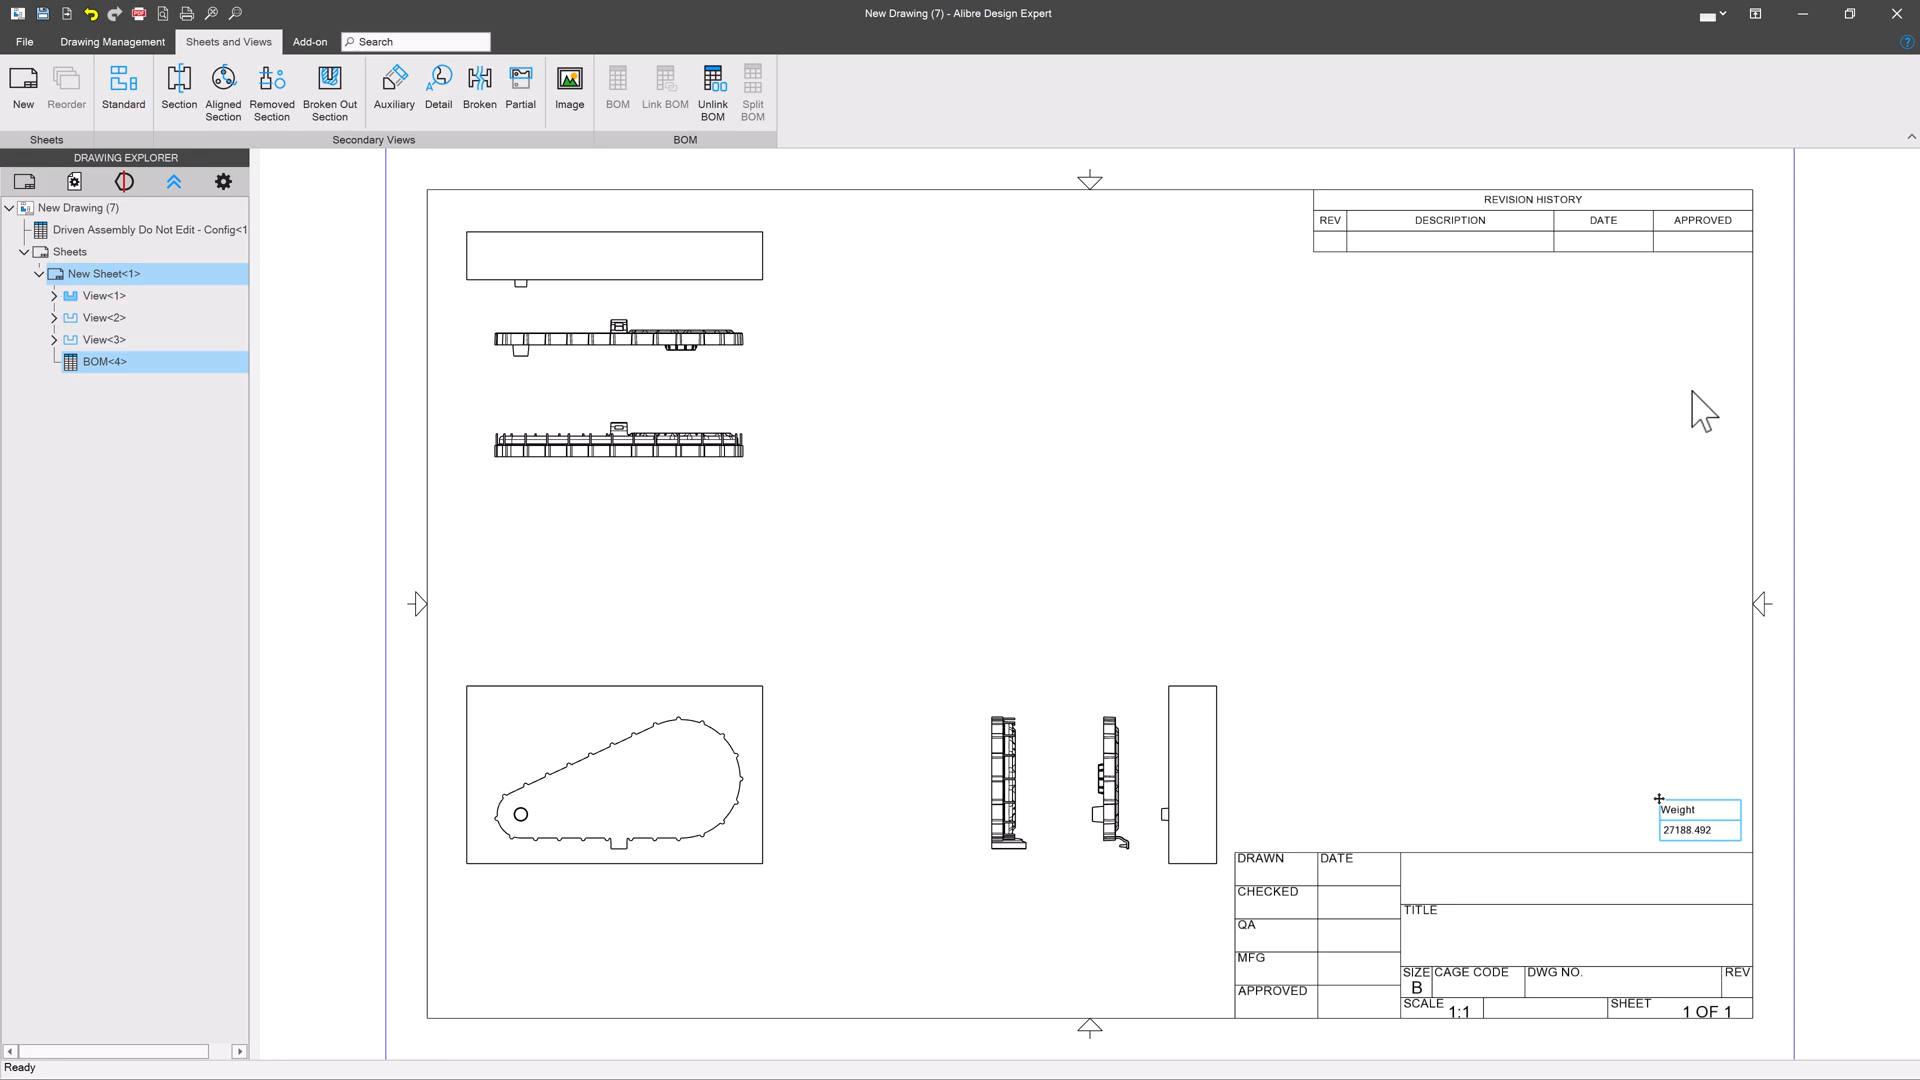 New Drawing (7) - Alibre Design Expert
File
Drawing Management
Sheets and Views
Add-on
Search
New
Reorder
Standard
Section
Aligned
Section
Removed
Section
Broken Out
Section
Auxiliary
Detail
Broken
Partial
Image
BOM
Link BOM
Unlink
BOM
Split
BOM
Sheets
Secondary Views
BOM
DRAWING EXPLORER
New Drawing (7)
Driven Assembly Do Not Edit - Config<1
Sheets
New Sheet<1>
View<1>
View<2>
View<3>
BOM<4>
REVISION HISTORY
REV
DESCRIPTION
DATE
APPROVED
Weight
27188.492
DRAWN
DATE
CHECKED
QA
MFG
APPROVED
TITLE
SIZE
B
CAGE CODE
DWG NO.
REV
SCALE
1:1
SHEET
1 OF 1
Ready